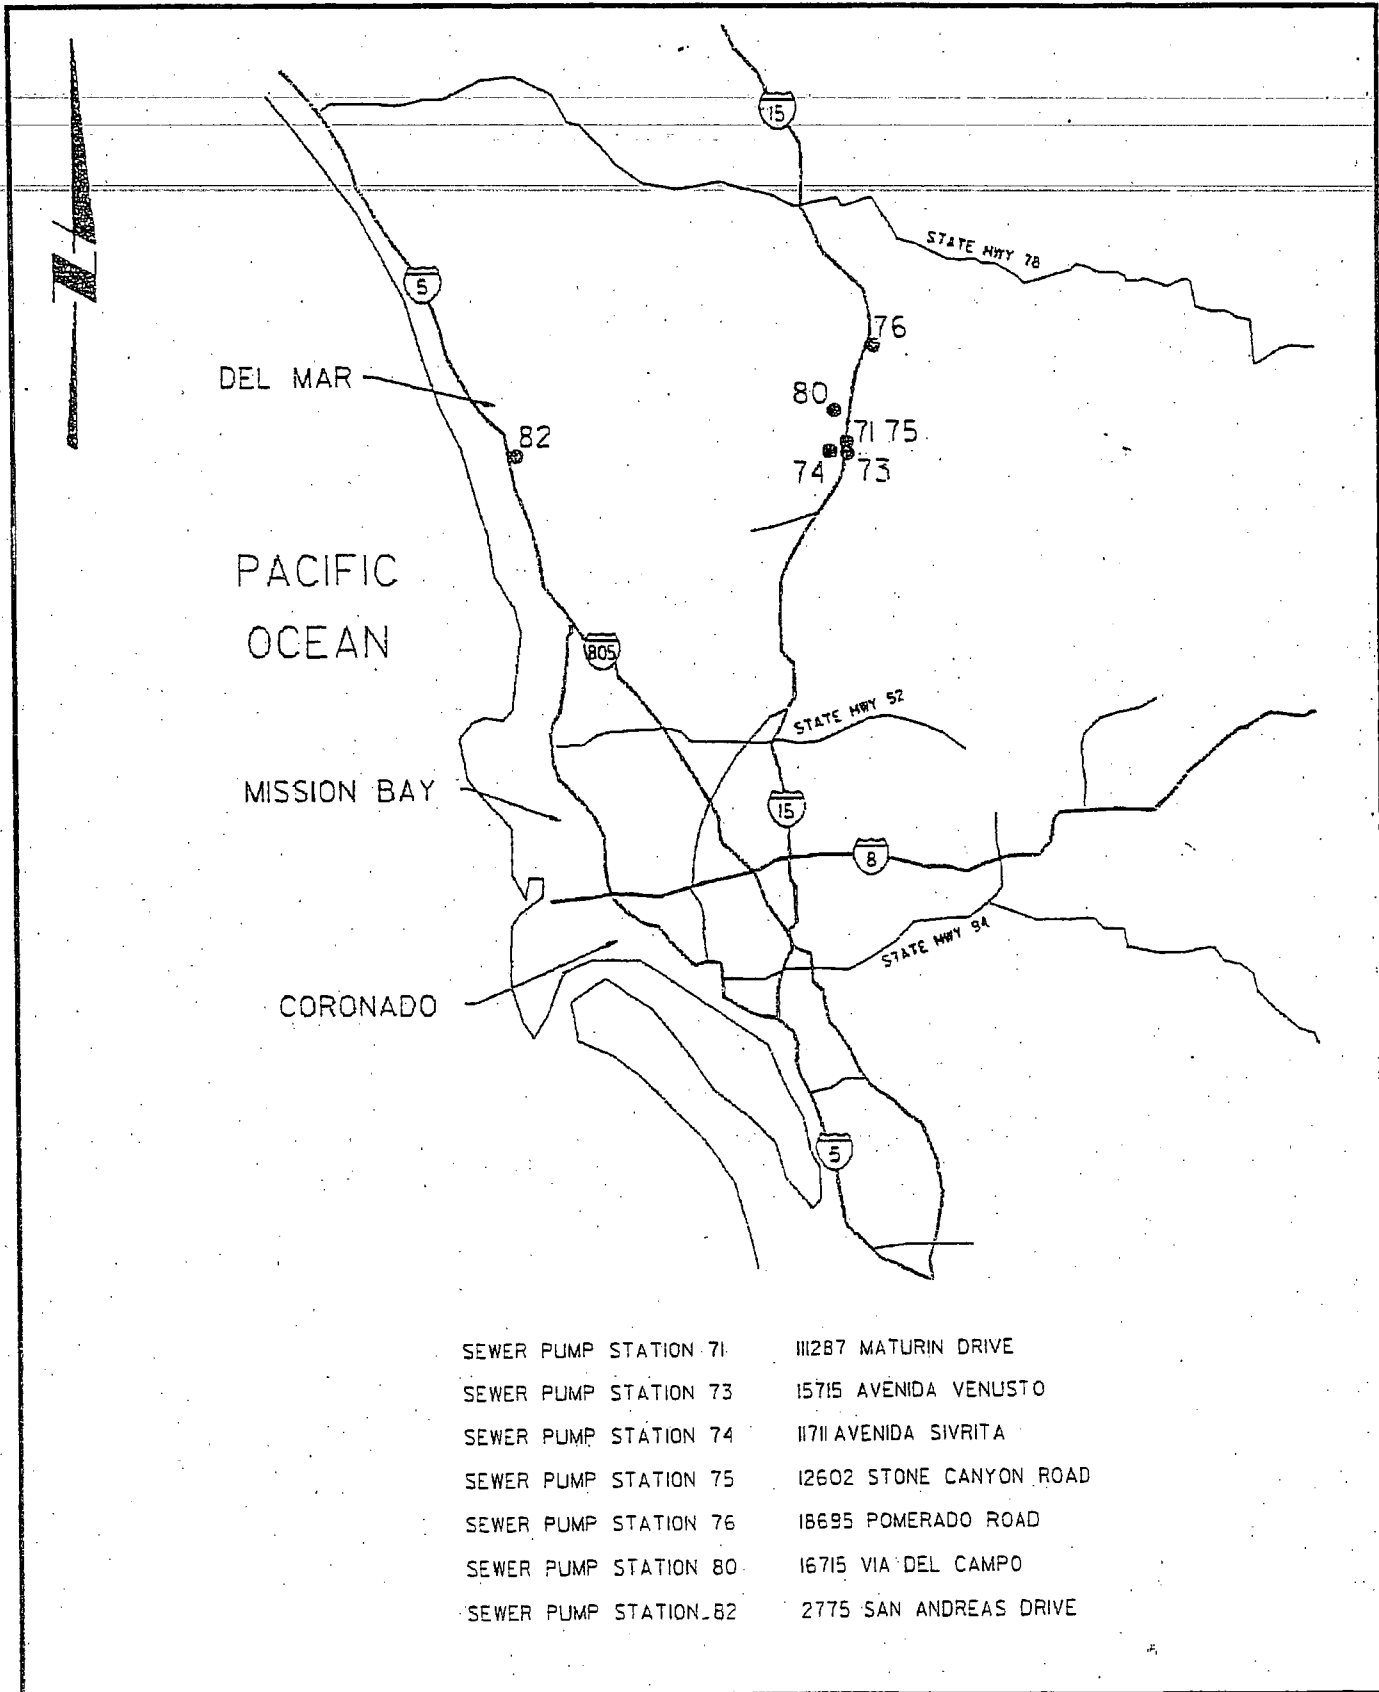 15
STATE HWY 78
5
76
DEL MAR
80
82
71 75
74
73
PACIFIC
OCEAN
805
STATE HWY 52
MISSION BAY
15
8
STATE HWY 94
CORONADO
5
SEWER PUMP STATION 71 111287 MATURIN DRIVE
SEWER PUMP STATION 73 15715 AVENIDA VENUSTO
SEWER PUMP STATION 74 11711 AVENIDA SIVRITA
SEWER PUMP STATION 75 12602 STONE CANYON ROAD
SEWER PUMP STATION 76 18695 POMERADO ROAD
SEWER PUMP STATION 80 16715 VIA DEL CAMPO
SEWER PUMP STATION 82 2775 SAN ANDREAS DRIVE